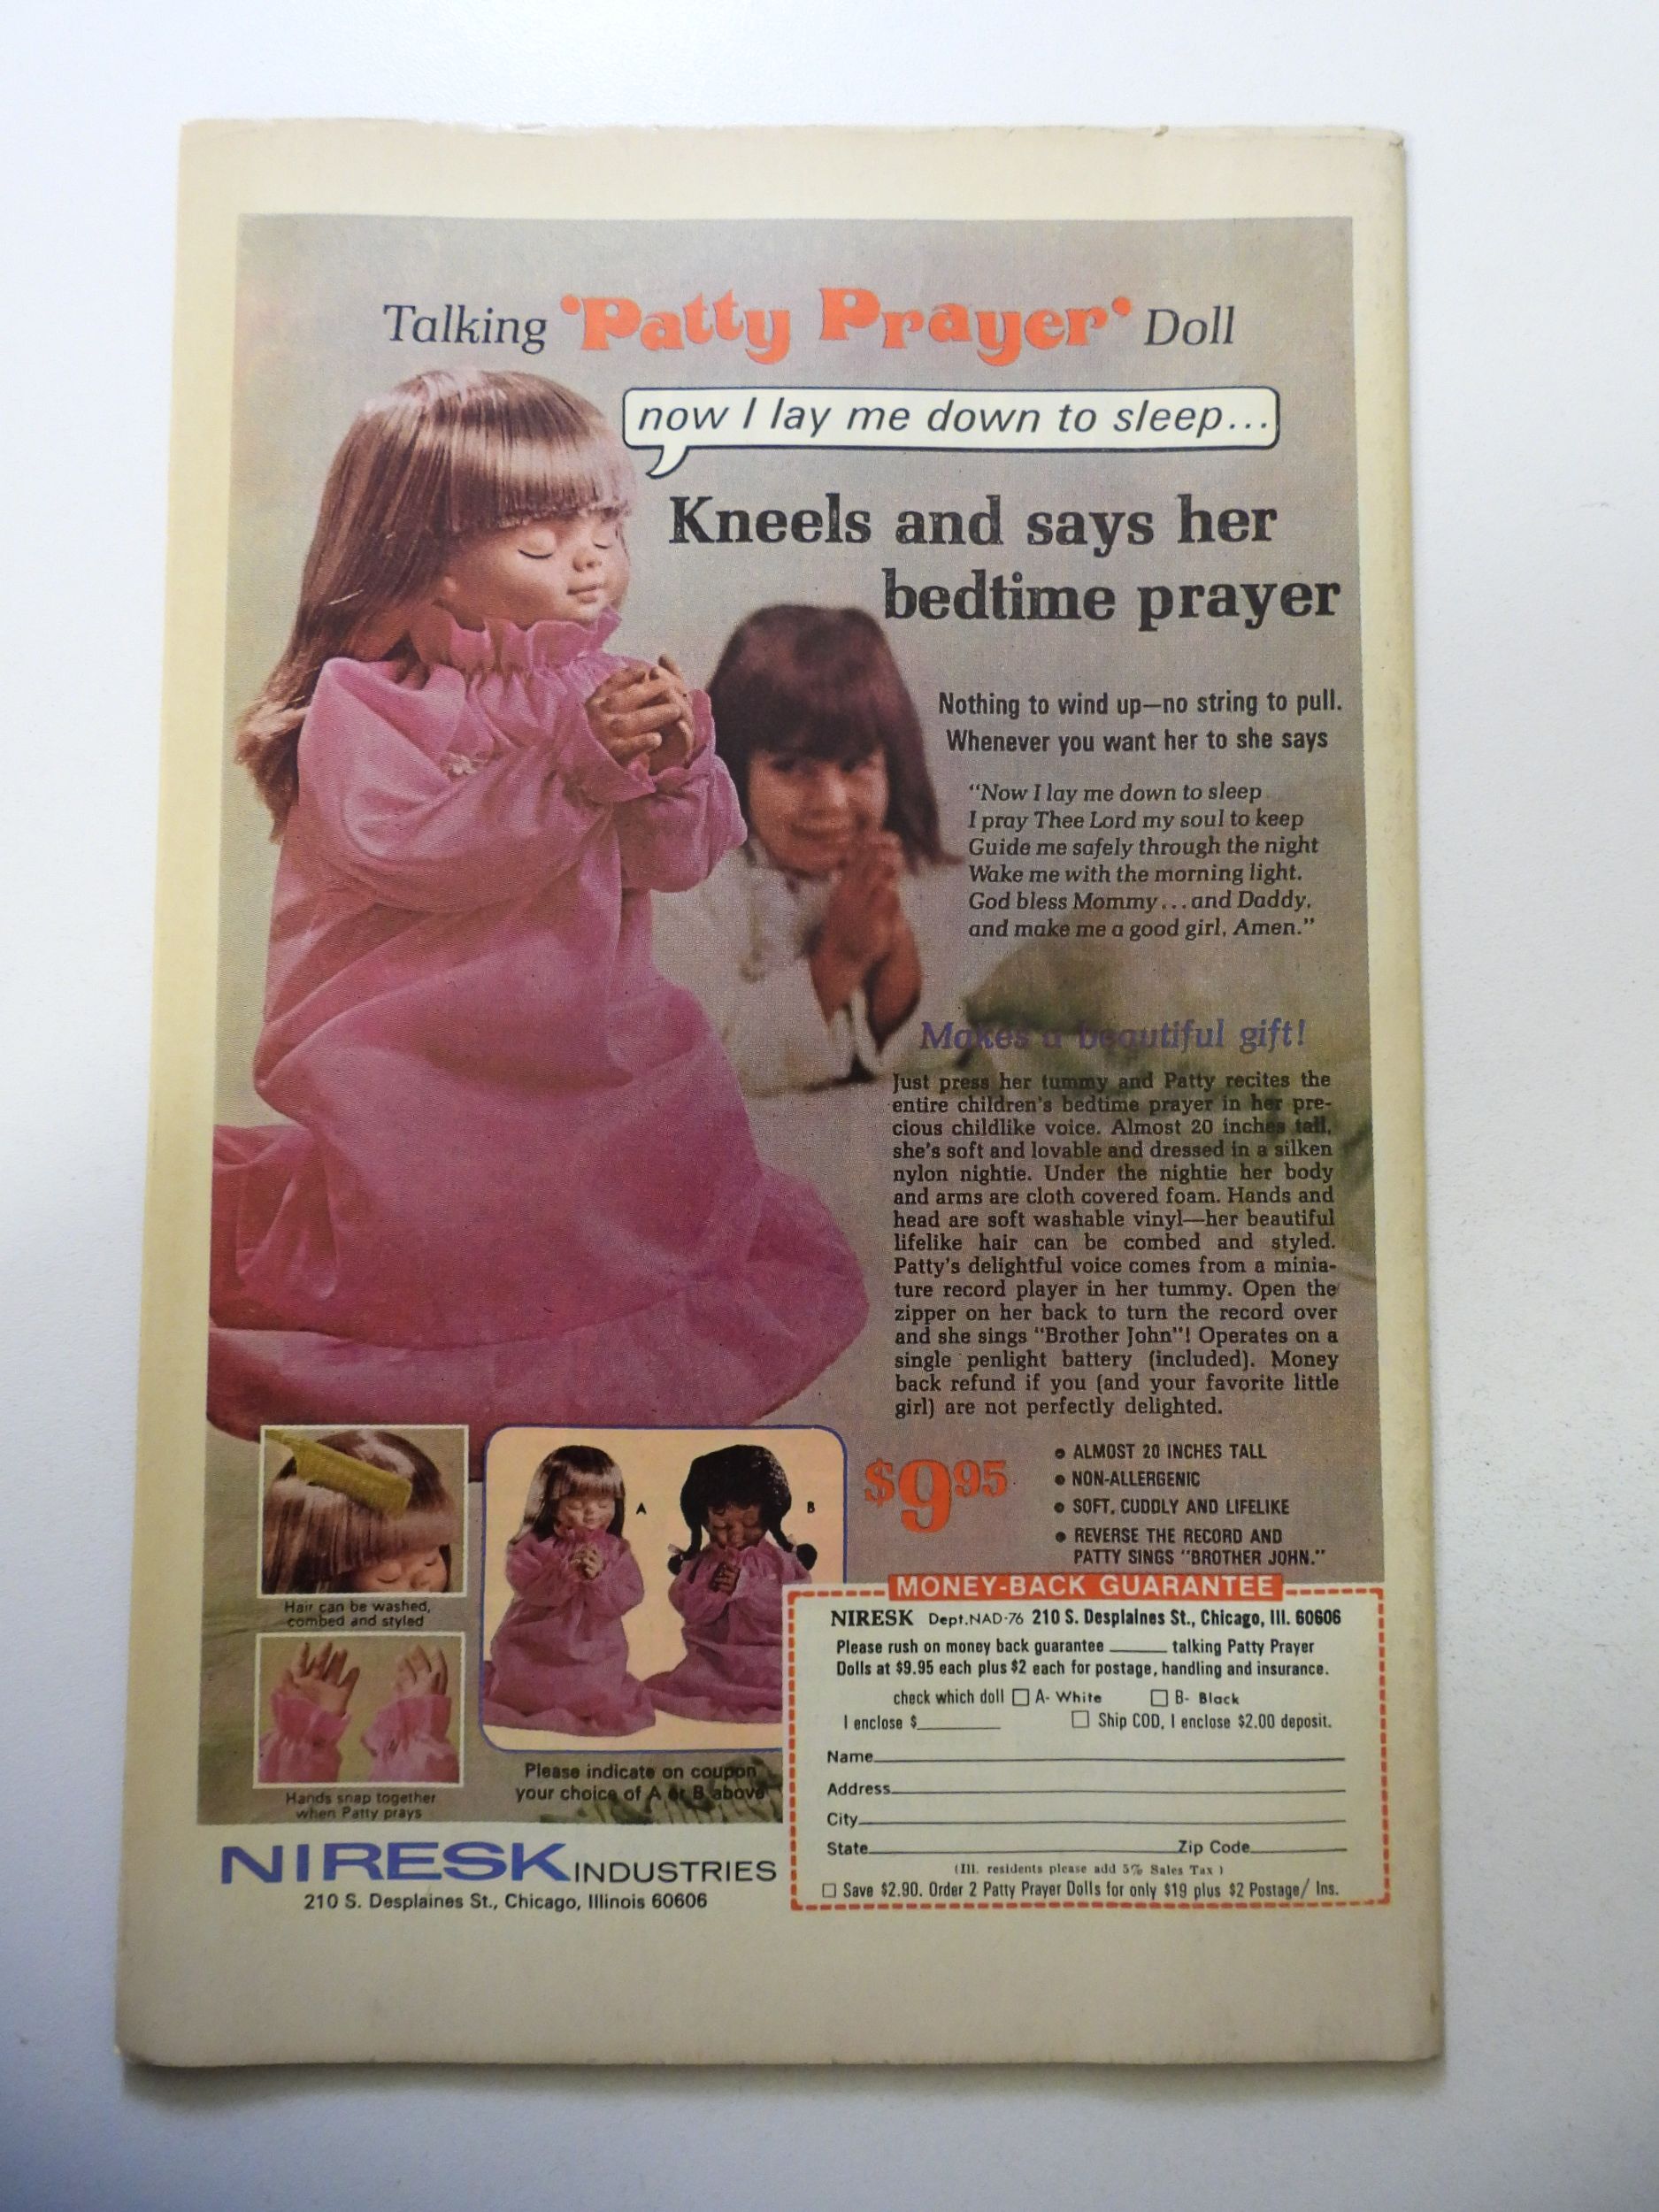 Talking 'Patty Prayer' Doll
now I lay me down to sleep...
Kneels and says her
bedtime prayer
Nothing to wind up—no string to pull.
Whenever you want her to she says
"Now I lay me down to sleep
I pray Thee Lord my soul to keep
Guide me safely through the night
Wake me with the morning light.
God bless Mommy...and Daddy,
and make me a good girl, Amen."
Makes a beautiful gift!
Just press her tummy and Patty recites the
entire children's bedtime prayer in her pre-
cious childlike voice. Almost 20 inches tall,
she's soft and lovable and dressed in a silken
nylon nightie. Under the nightie her body
and arms are cloth covered foam. Hands and
head are soft washable vinyl—her beautiful
lifelike hair can be combed and styled.
Patty's delightful voice comes from a minia-
ture record player in her tummy. Open the
zipper on her back to turn the record over
and she sings "Brother John"! Operates on a
single penlight battery (included). Money
back refund if you (and your favorite little
girl) are not perfectly delighted.
$9.95
• ALMOST 20 INCHES TALL
• NON-ALLERGENIC
• SOFT, CUDDLY AND LIFELIKE
• REVERSE THE RECORD AND
PATTY SINGS "BROTHER JOHN."
Hair can be washed,
combed and styled
Hands snap together
when Patty prays
A
B
Please indicate on coupon
your choice of A or B above
NIRESK INDUSTRIES
210 S. Desplaines St., Chicago, Illinois 60606
MONEY-BACK GUARANTEE
NIRESK Dept.NAD-76 210 S. Desplaines St., Chicago, Ill. 60606
Please rush on money back guarantee ______ talking Patty Prayer
Dolls at $9.95 each plus $2 each for postage, handling and insurance.
check which doll ☐ A- White ☐ B- Black
I enclose $________ ☐ Ship COD, I enclose $2.00 deposit.
Name
Address
City
State Zip Code
(Ill. residents please add 5% Sales Tax)
☐ Save $2.90. Order 2 Patty Prayer Dolls for only $19 plus $2 Postage/ Ins.